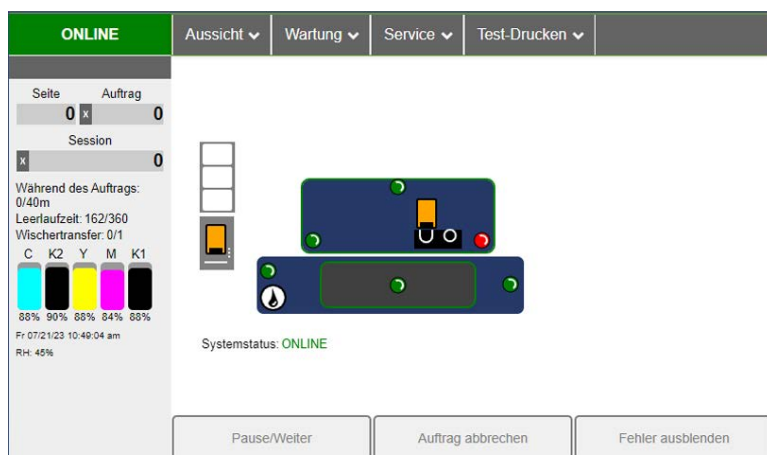 ONLINE
Aussicht
Wartung
Service
Test-Drucken
Seite
Auftrag
0
x
0
Session
x
0
Während des Auftrags:
0/40m
Leerlaufzeit: 162/360
Wischertransfer: 0/1
C K2 Y M K1
88% 90% 88% 84% 88%
Fr 07/21/23 10:49:04 am
RH: 45%
Systemstatus: ONLINE
Pause/Weiter
Auftrag abbrechen
Fehler ausblenden